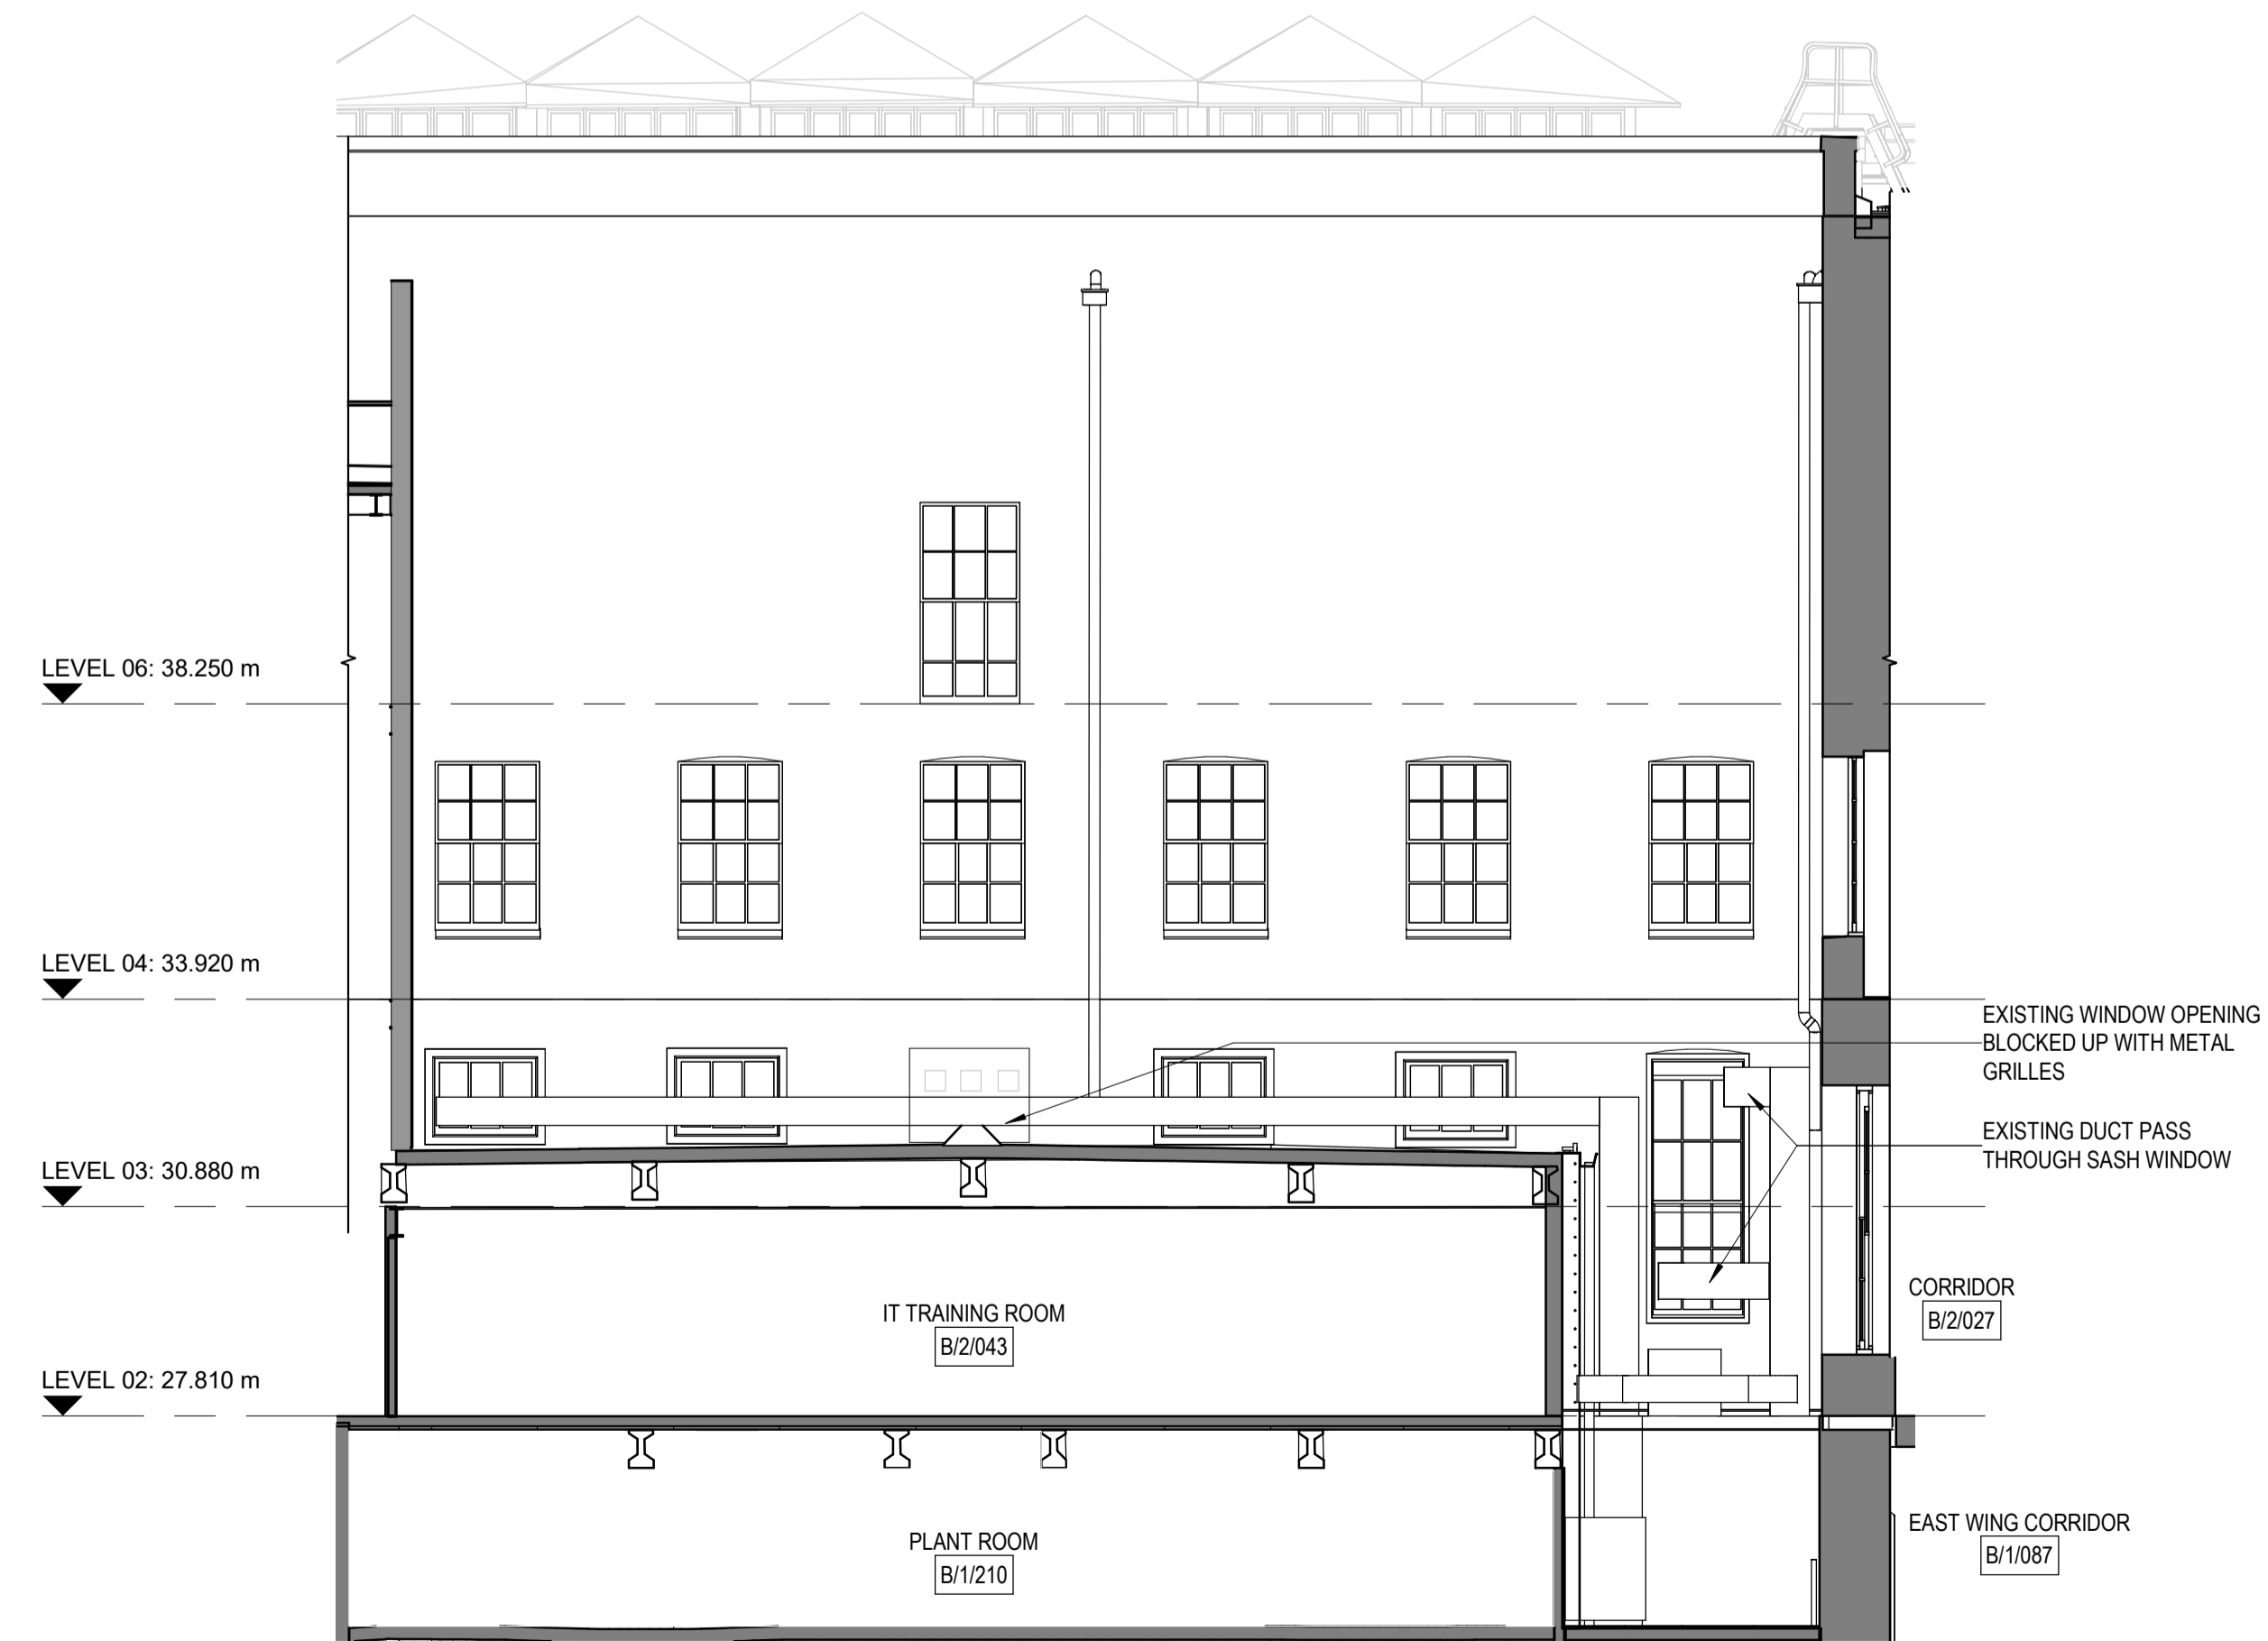 LEVEL 06: 38.250 m
LEVEL 04: 33.920 m
EXISTING WINDOW OPENING
BLOCKED UP WITH METAL
GRILLES
EXISTING DUCT PASS
THROUGH SASH WINDOW
LEVEL 03: 30.880 m
CORRIDOR
B/2/027
IT TRAINING ROOM
B/2/043
LEVEL 02: 27.810 m
EAST WING CORRIDOR
B/1/087
PLANT ROOM
B/1/210